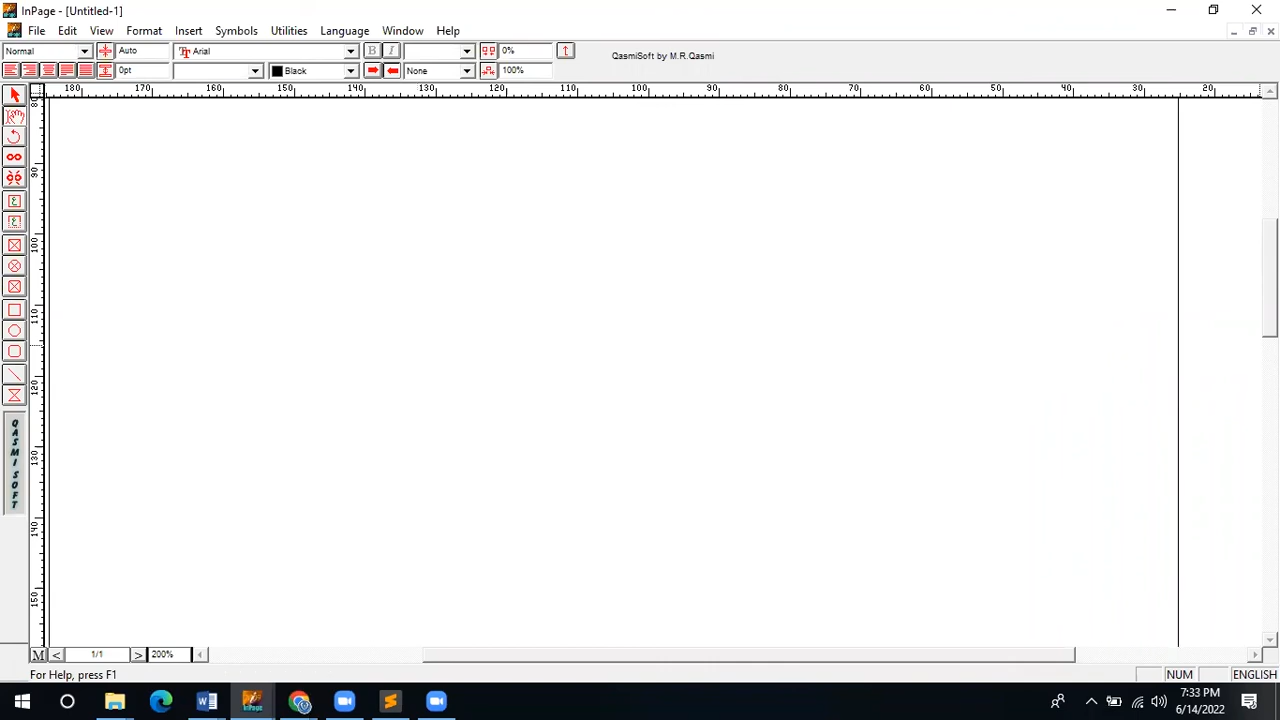 InPage - [Untitled-1]
File Edit View Format Insert Symbols Utilities Language Window Help
Normal Auto Arial B I 0% QasmiSoft by M.R.Qasmi
0pt Black None 100%
180 170 160 150 140 130 120 110 100 90 80 70 60 50 40 30 20
80
90
100
110
120
130
140
150
QASMI SOFT
M < 1/1 > 200%
For Help, press F1 NUM ENGLISH
7:33 PM
6/14/2022